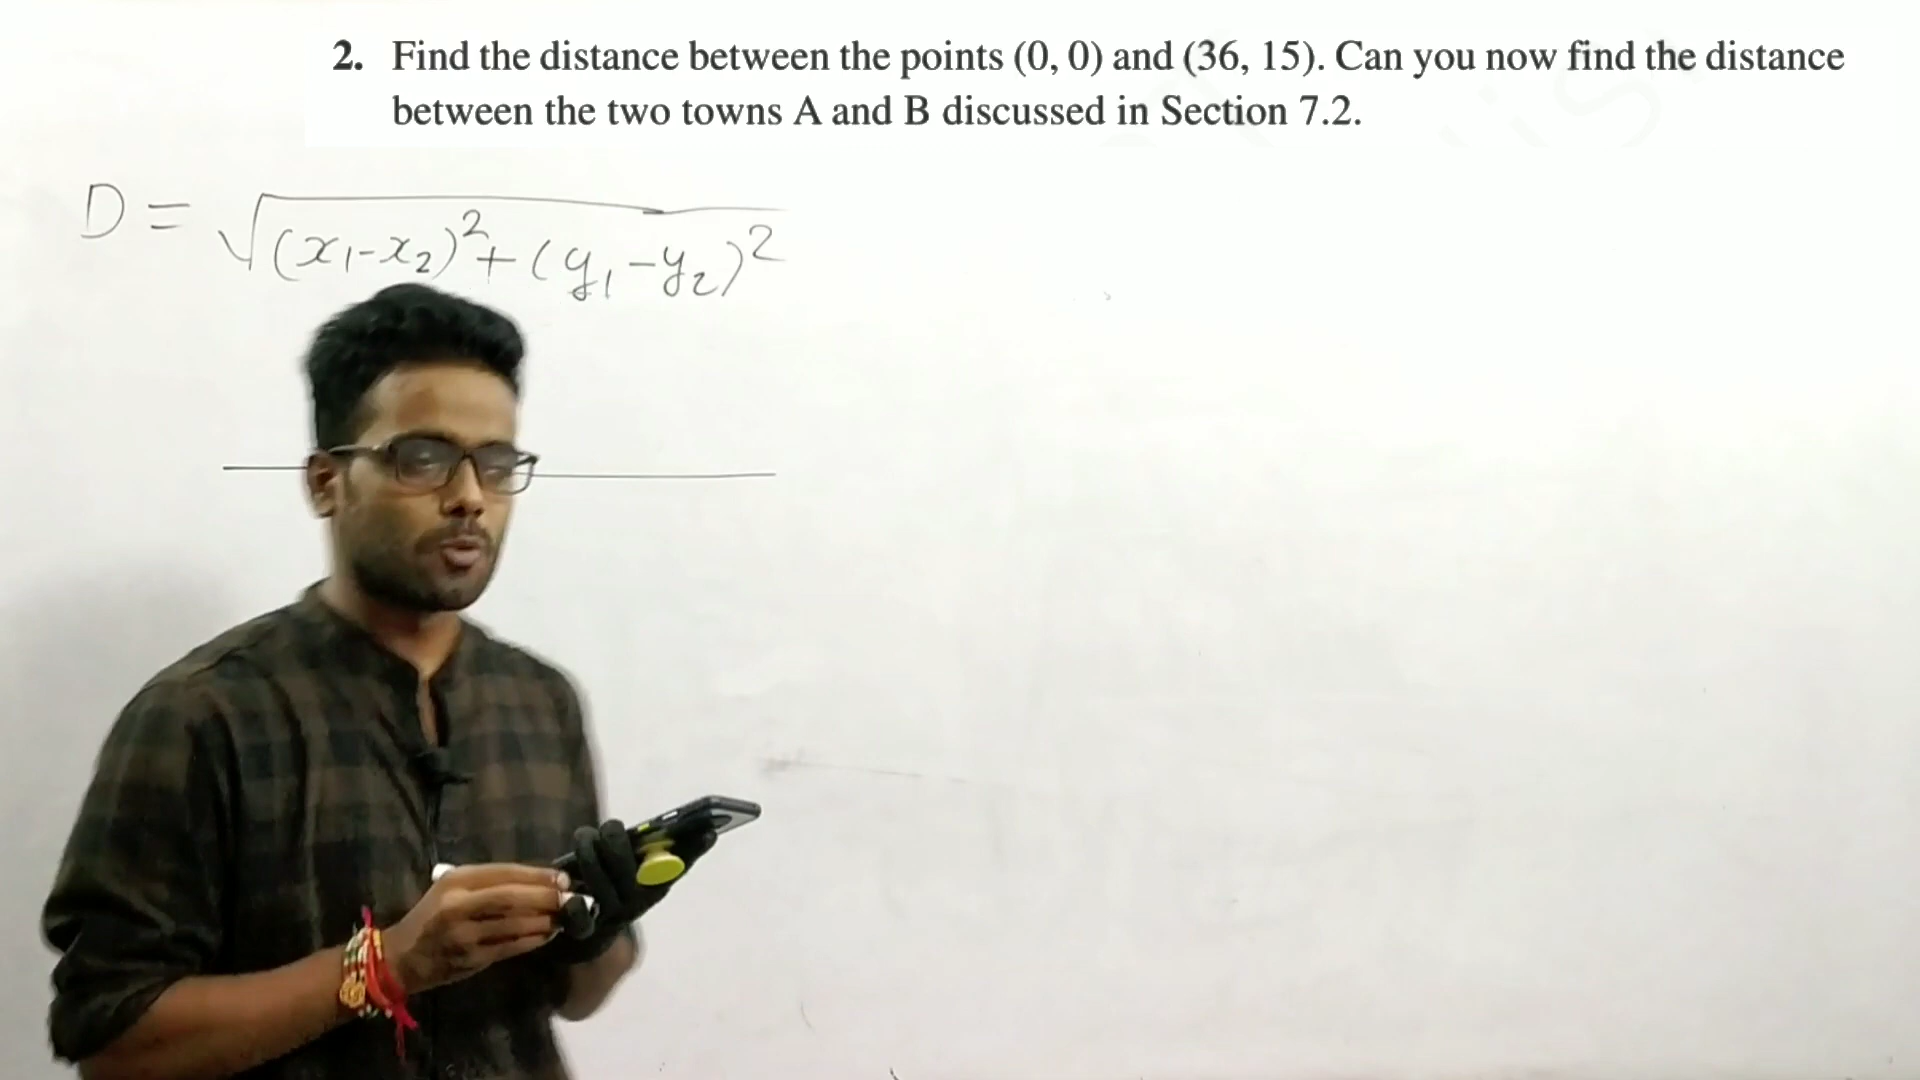 2. Find the distance between the points (0, 0) and (36, 15). Can you now find the distance
between the two towns A and B discussed in Section 7.2.
D = √(x₁-x₂)²+(y₁-y₂)²